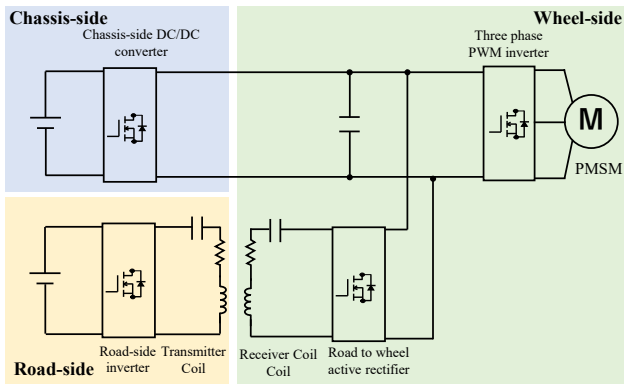 Chassis-side
Wheel-side
Chassis-side DC/DC
converter
Three phase
PWM inverter
M
PMSM
Road-side
inverter
Transmitter
Coil
Receiver Coil
Coil
Road to wheel
active rectifier
Road-side